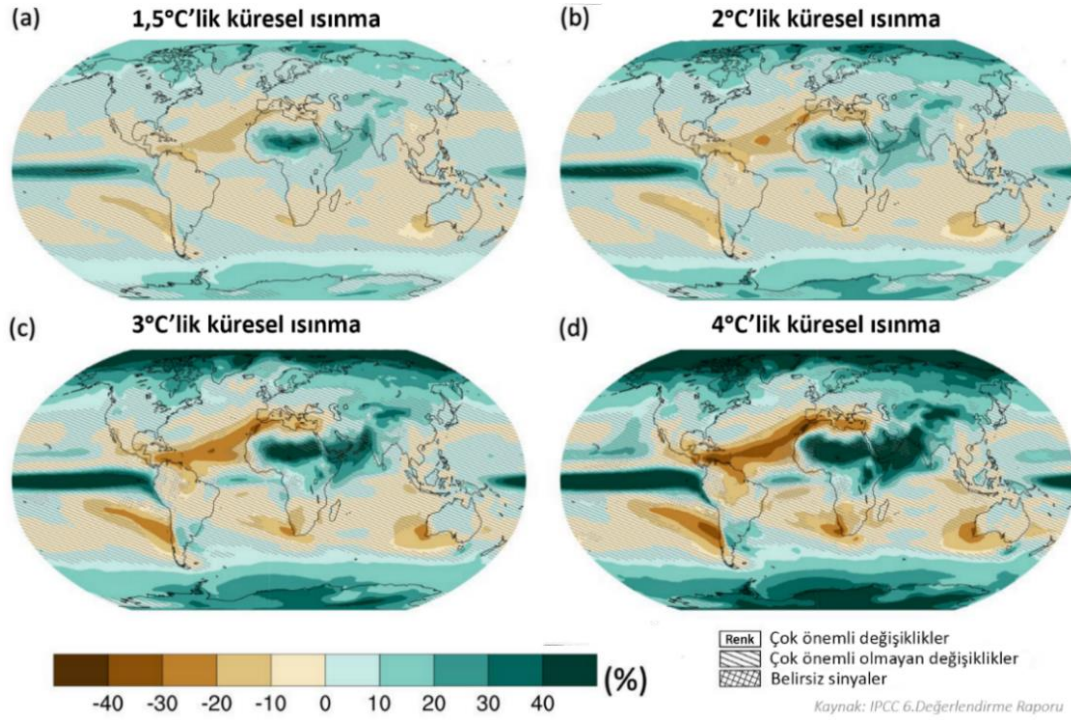 (a) 1,5°C'lik küresel ısınma
(b) 2°C'lik küresel ısınma
(c) 3°C'lik küresel ısınma
(d) 4°C'lik küresel ısınma
-40 -30 -20 -10 0 10 20 30 40 (%)
Renk Çok önemli değişiklikler
Çok önemli olmayan değişiklikler
Belirsiz sinyaler
Kaynak: IPCC 6.Değerlendirme Raporu